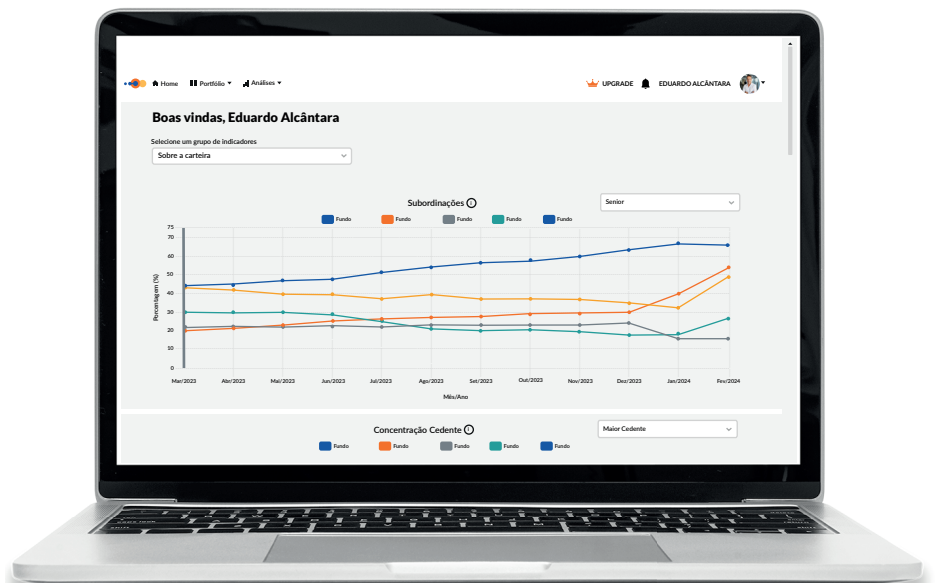 Home Portfólio Análises UPGRADE EDUARDO ALCÂNTARA
Boas vindas, Eduardo Alcântara
Selecione um grupo de indicadores
Sobre a carteira
Subordinações
Senior
Fundo Fundo Fundo Fundo Fundo
75
70
60
50
40
30
20
10
0
Porcentagem (%)
Mar/2023 Abr/2023 Mai/2023 Jun/2023 Jul/2023 Ago/2023 Set/2023 Out/2023 Nov/2023 Dez/2023 Jan/2024 Fev/2024
Mês/Ano
Concentração Cedente
Maior Cedente
Fundo Fundo Fundo Fundo Fundo